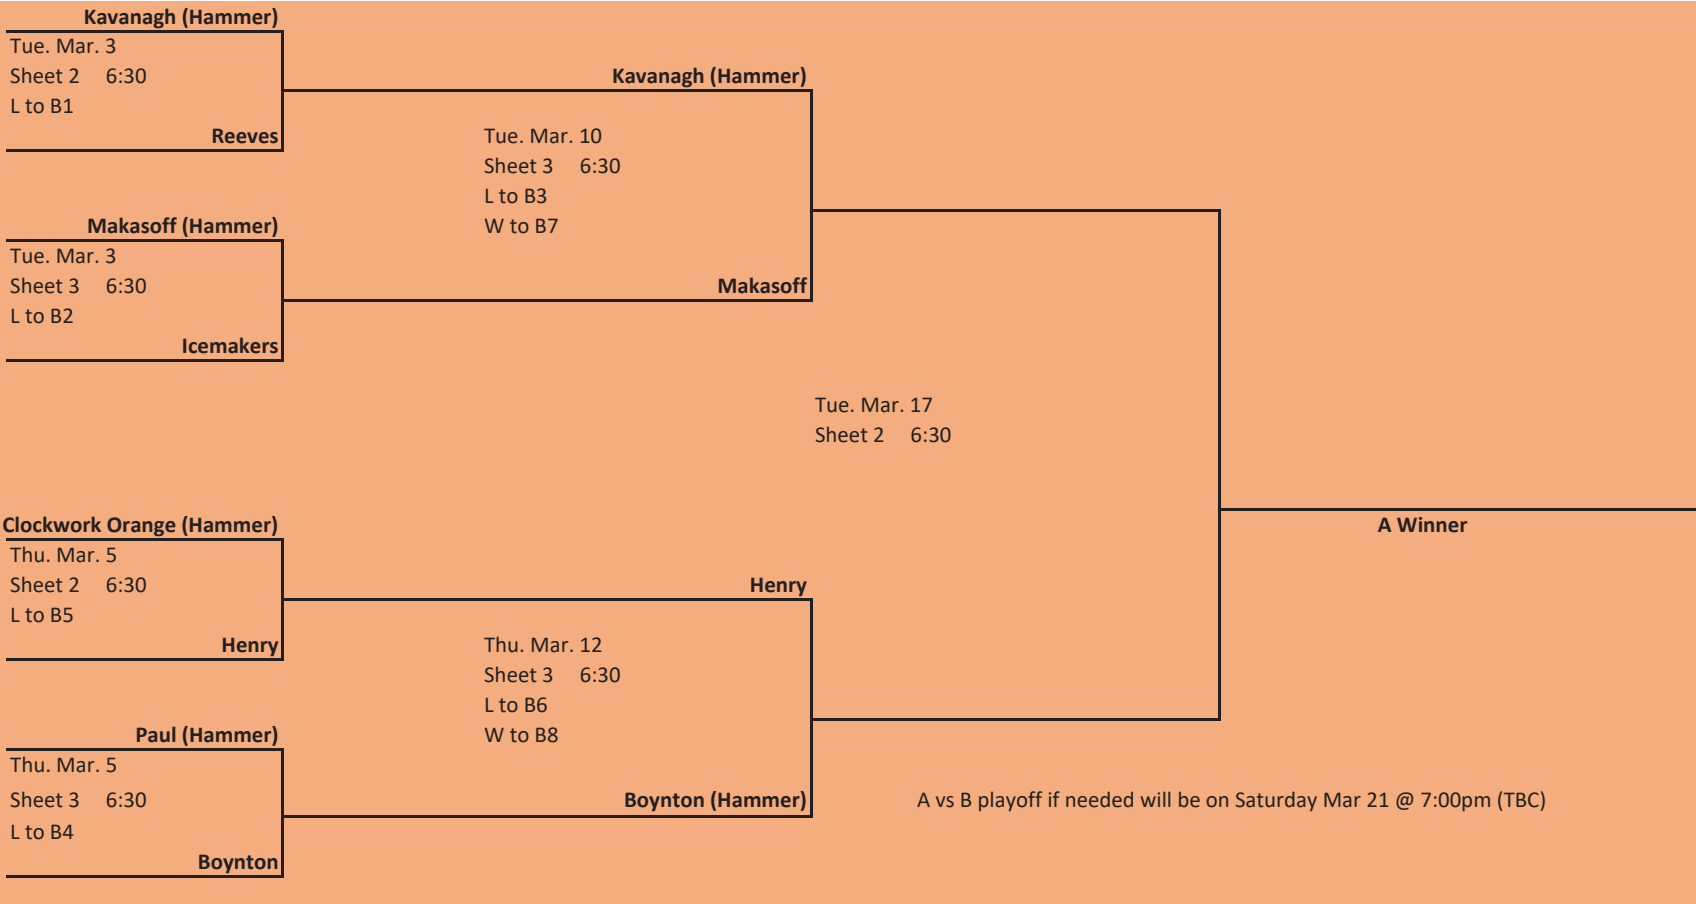 Kavanagh (Hammer)
Tue. Mar. 3
Sheet 2 6:30
L to B1
Reeves
Makasoff (Hammer)
Tue. Mar. 3
Sheet 3 6:30
L to B2
Icemakers
Clockwork Orange (Hammer)
Thu. Mar. 5
Sheet 2 6:30
L to B5
Henry
Paul (Hammer)
Thu. Mar. 5
Sheet 3 6:30
L to B4
Boynton
Kavanagh (Hammer)
Tue. Mar. 10
Sheet 3 6:30
L to B3
W to B7
Makasoff
Henry
Thu. Mar. 12
Sheet 3 6:30
L to B6
W to B8
Boynton (Hammer)
Tue. Mar. 17
Sheet 2 6:30
A Winner
A vs B playoff if needed will be on Saturday Mar 21 @ 7:00pm (TBC)